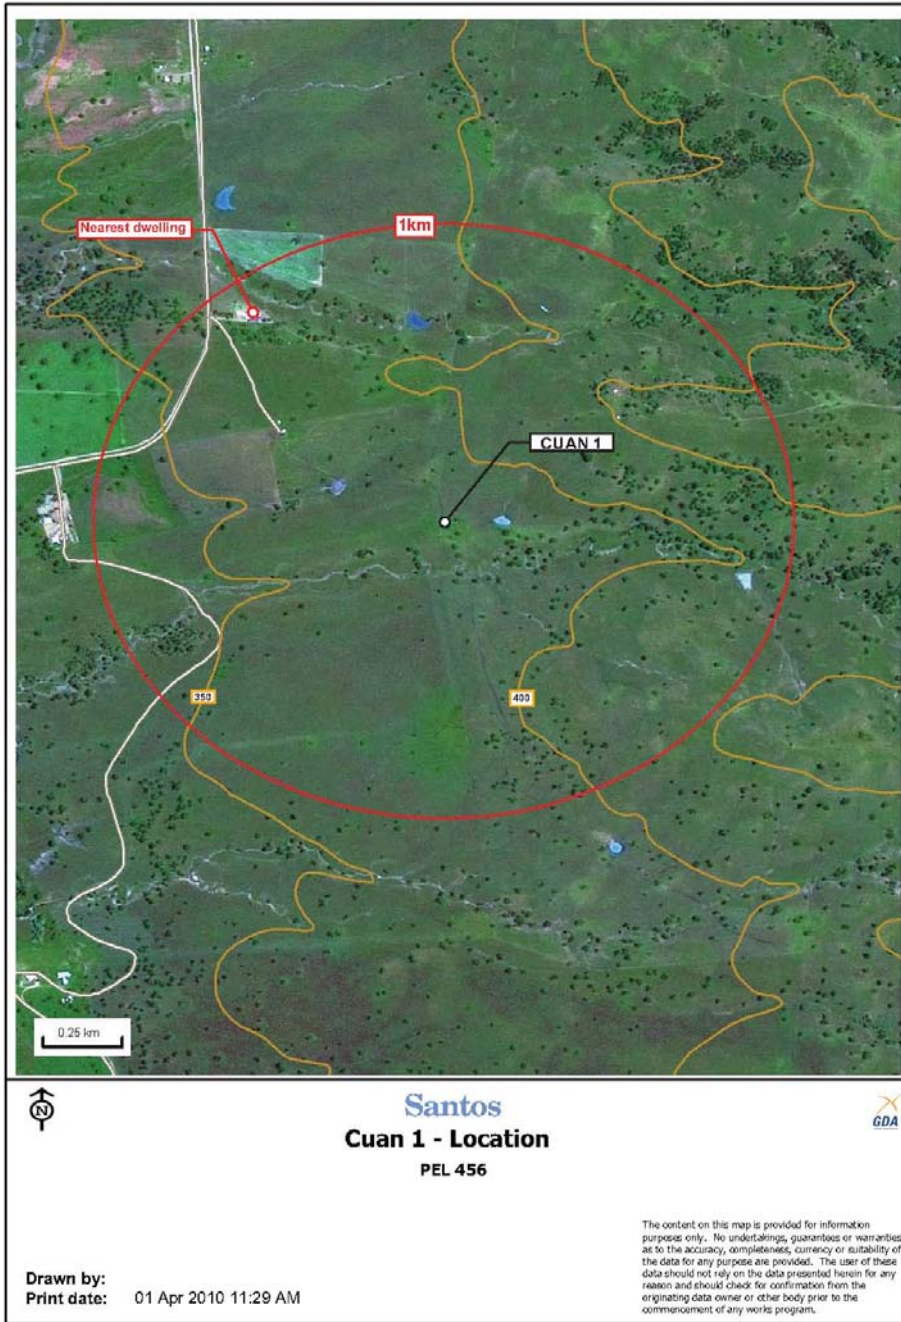 Nearest dwelling
1km
CUAN 1
350
400
0.25 km
N
Santos
GDA
Cuan 1 - Location
PEL 456
The content on this map is provided for information
purposes only. No undertakings, guarantees or warranties
as to the accuracy, completeness, currency or suitability of
the data for any purpose are provided. The user of these
data should not rely on the data presented herein for any
reason and should check for confirmation from the
originating data owner or other body prior to the
commencement of any works program.
Drawn by:
Print date: 01 Apr 2010 11:29 AM